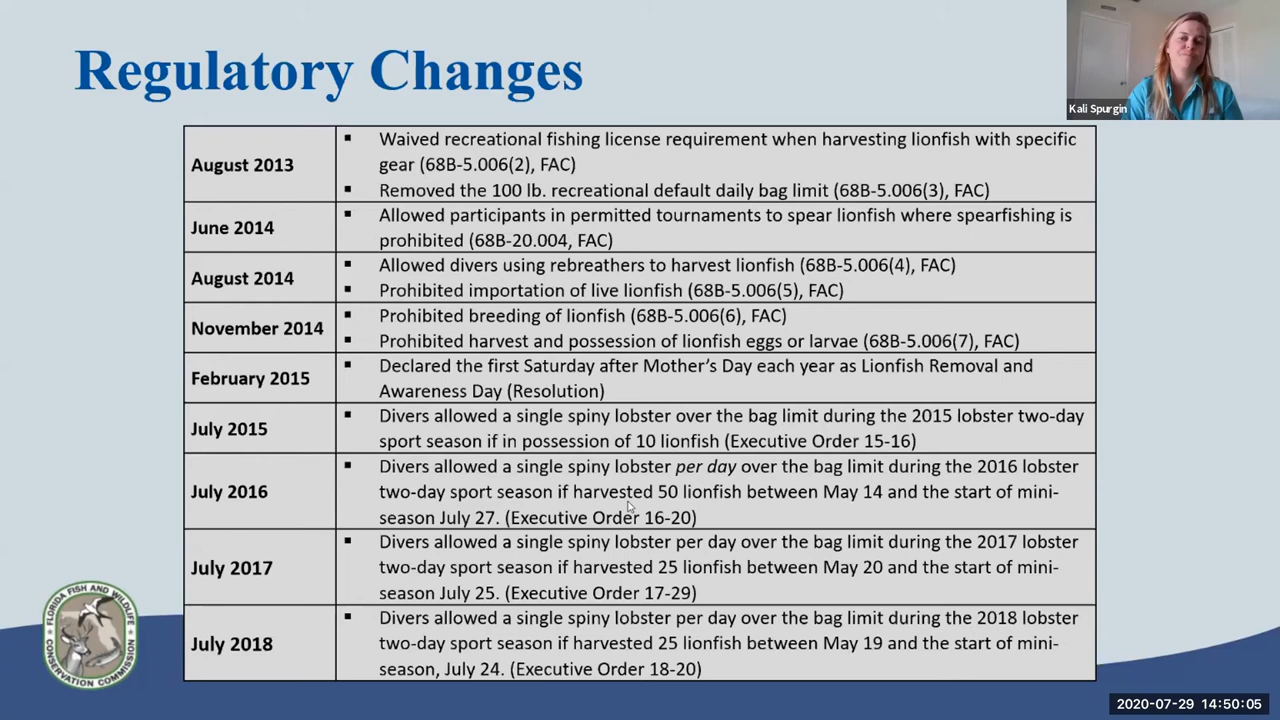 Regulatory Changes
Kali Spurgin
August 2013
▪ Waived recreational fishing license requirement when harvesting lionfish with specific
gear (68B-5.006(2), FAC)
▪ Removed the 100 lb. recreational default daily bag limit (68B-5.006(3), FAC)
June 2014
▪ Allowed participants in permitted tournaments to spear lionfish where spearfishing is
prohibited (68B-20.004, FAC)
August 2014
▪ Allowed divers using rebreathers to harvest lionfish (68B-5.006(4), FAC)
▪ Prohibited importation of live lionfish (68B-5.006(5), FAC)
November 2014
▪ Prohibited breeding of lionfish (68B-5.006(6), FAC)
▪ Prohibited harvest and possession of lionfish eggs or larvae (68B-5.006(7), FAC)
February 2015
▪ Declared the first Saturday after Mother’s Day each year as Lionfish Removal and
Awareness Day (Resolution)
July 2015
▪ Divers allowed a single spiny lobster over the bag limit during the 2015 lobster two-day
sport season if in possession of 10 lionfish (Executive Order 15-16)
July 2016
▪ Divers allowed a single spiny lobster per day over the bag limit during the 2016 lobster
two-day sport season if harvested 50 lionfish between May 14 and the start of mini-
season July 27. (Executive Order 16-20)
July 2017
▪ Divers allowed a single spiny lobster per day over the bag limit during the 2017 lobster
two-day sport season if harvested 25 lionfish between May 20 and the start of mini-
season July 25. (Executive Order 17-29)
July 2018
▪ Divers allowed a single spiny lobster per day over the bag limit during the 2018 lobster
two-day sport season if harvested 25 lionfish between May 19 and the start of mini-
season, July 24. (Executive Order 18-20)
FLORIDA FISH AND WILDLIFE
CONSERVATION COMMISSION
2020-07-29 14:50:05